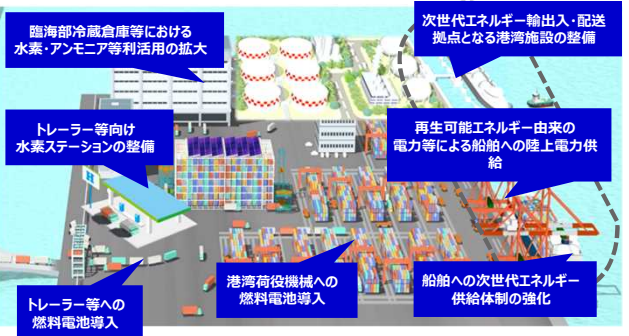 臨海部冷蔵倉庫等における
水素・アンモニア等利活用の拡大
次世代エネルギー輸出入・配送
拠点となる港湾施設の整備
トレーラー等向け
水素ステーションの整備
再生可能エネルギー由来の
電力等による船舶への陸上電力供
給
港湾荷役機械への
燃料電池導入
船舶への次世代エネルギー
供給体制の強化
トレーラー等への
燃料電池導入
H